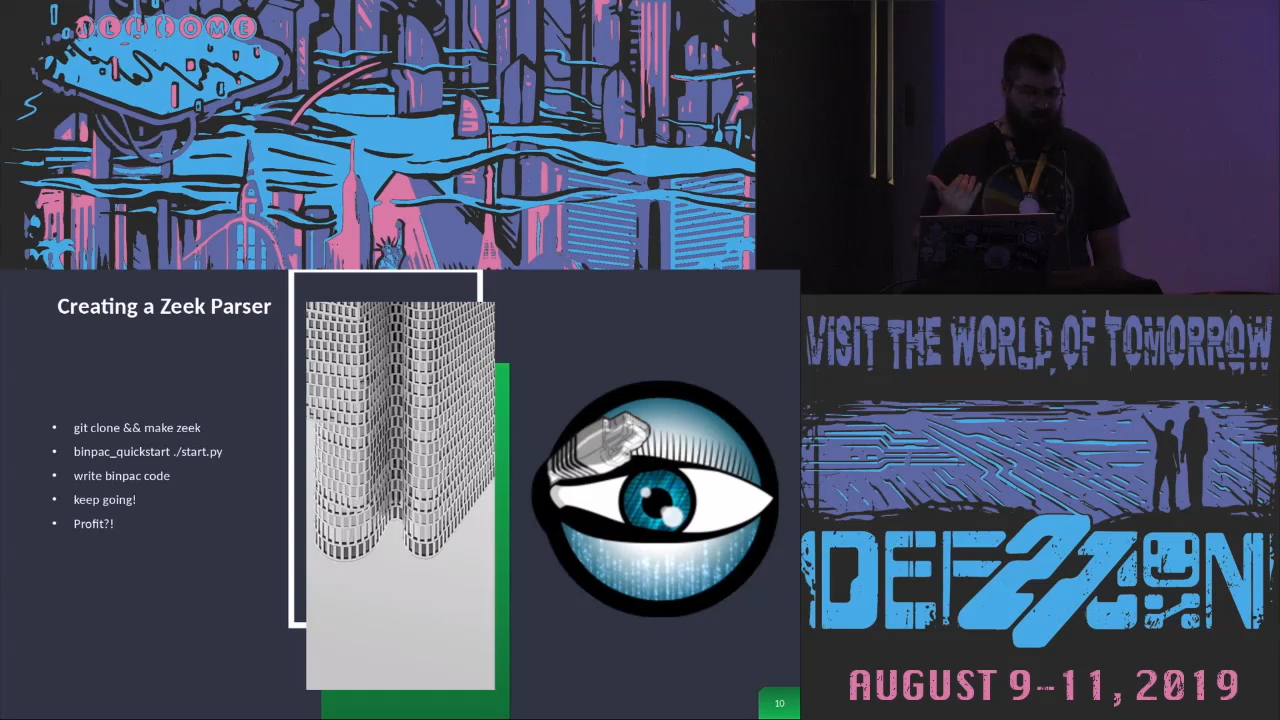 WELCOME
Creating a Zeek Parser
• git clone && make zeek
• binpac_quickstart ./start.py
• write binpac code
• keep going!
• Profit?!
10
VISIT THE WORLD OF TOMORROW
DEF 27 CON
AUGUST 9-11, 2019